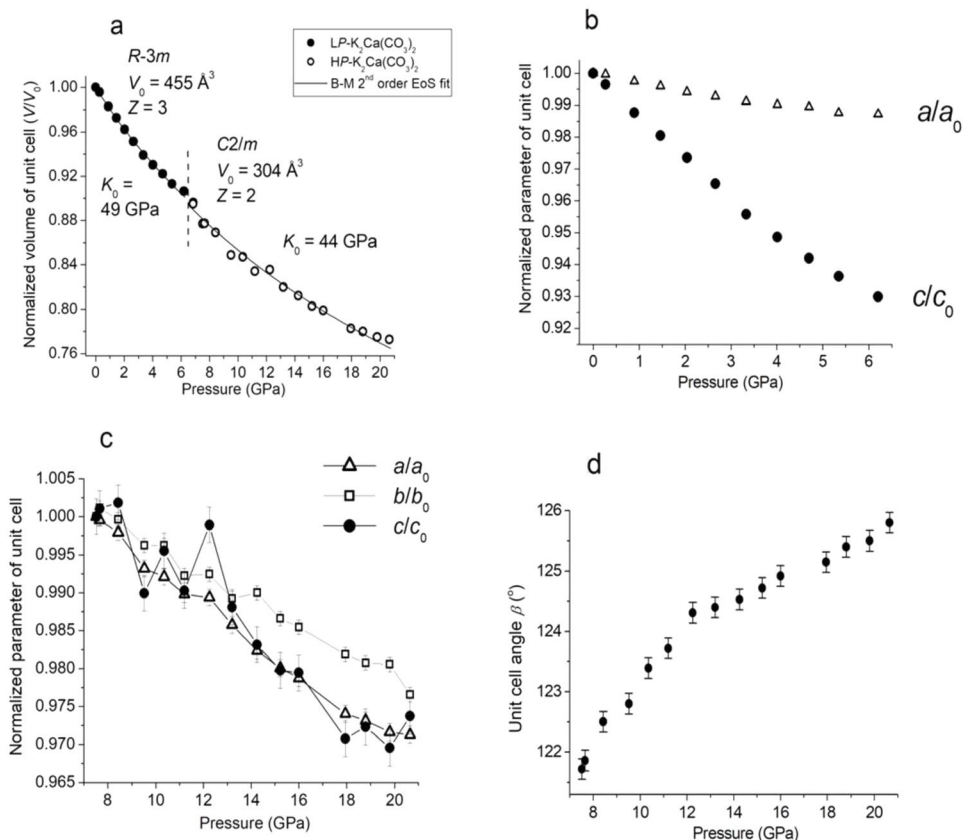 a
LP-K₂Ca(CO₃)₂
HP-K₂Ca(CO₃)₂
B-M 2ⁿᵈ order EoS fit
R-3m
V₀ = 455 Å³
Z = 3
C2/m
V₀ = 304 Å³
Z = 2
K₀ =
49 GPa
K₀ = 44 GPa
Normalized volume of unit cell (V/V₀)
1.00
0.96
0.92
0.88
0.84
0.80
0.76
0 2 4 6 8 10 12 14 16 18 20
Pressure (GPa)
b
a/a₀
c/c₀
Normalized parameter of unit cell
1.00
0.99
0.98
0.97
0.96
0.95
0.94
0.93
0.92
0 1 2 3 4 5 6
Pressure (GPa)
c
a/a₀
b/b₀
c/c₀
Normalized parameter of unit cell
1.005
1.000
0.995
0.990
0.985
0.980
0.975
0.970
0.965
8 10 12 14 16 18 20
Pressure (GPa)
d
Unit cell angle β (°)
126
125
124
123
122
8 10 12 14 16 18 20
Pressure (GPa)